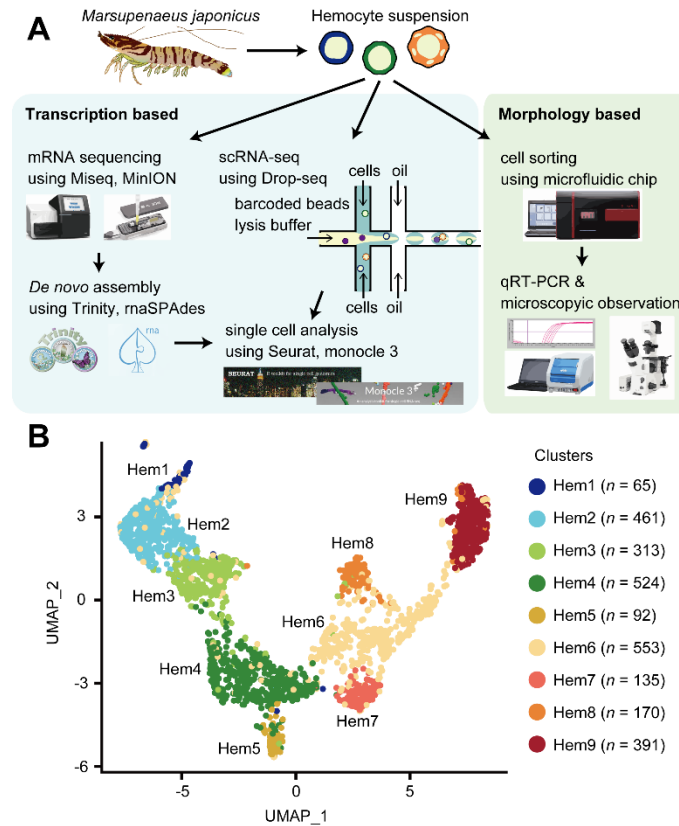 A
Marsupenaeus japonicus
Hemocyte suspension
Transcription based
mRNA sequencing
using Miseq, MinION
De novo assembly
using Trinity, rnaSPAdes
Trinity
rna
scRNA-seq
using Drop-seq
barcoded beads
lysis buffer
cells
oil
cells
oil
single cell analysis
using Seurat, monocle 3
SEURAT
Monocle 3
Morphology based
cell sorting
using microfluidic chip
qRT-PCR &
microscopyic observation
B
UMAP_2
3
0
-3
-6
-5
0
5
UMAP_1
Hem1
Hem2
Hem3
Hem4
Hem5
Hem6
Hem7
Hem8
Hem9
Clusters
Hem1 (n = 65)
Hem2 (n = 461)
Hem3 (n = 313)
Hem4 (n = 524)
Hem5 (n = 92)
Hem6 (n = 553)
Hem7 (n = 135)
Hem8 (n = 170)
Hem9 (n = 391)